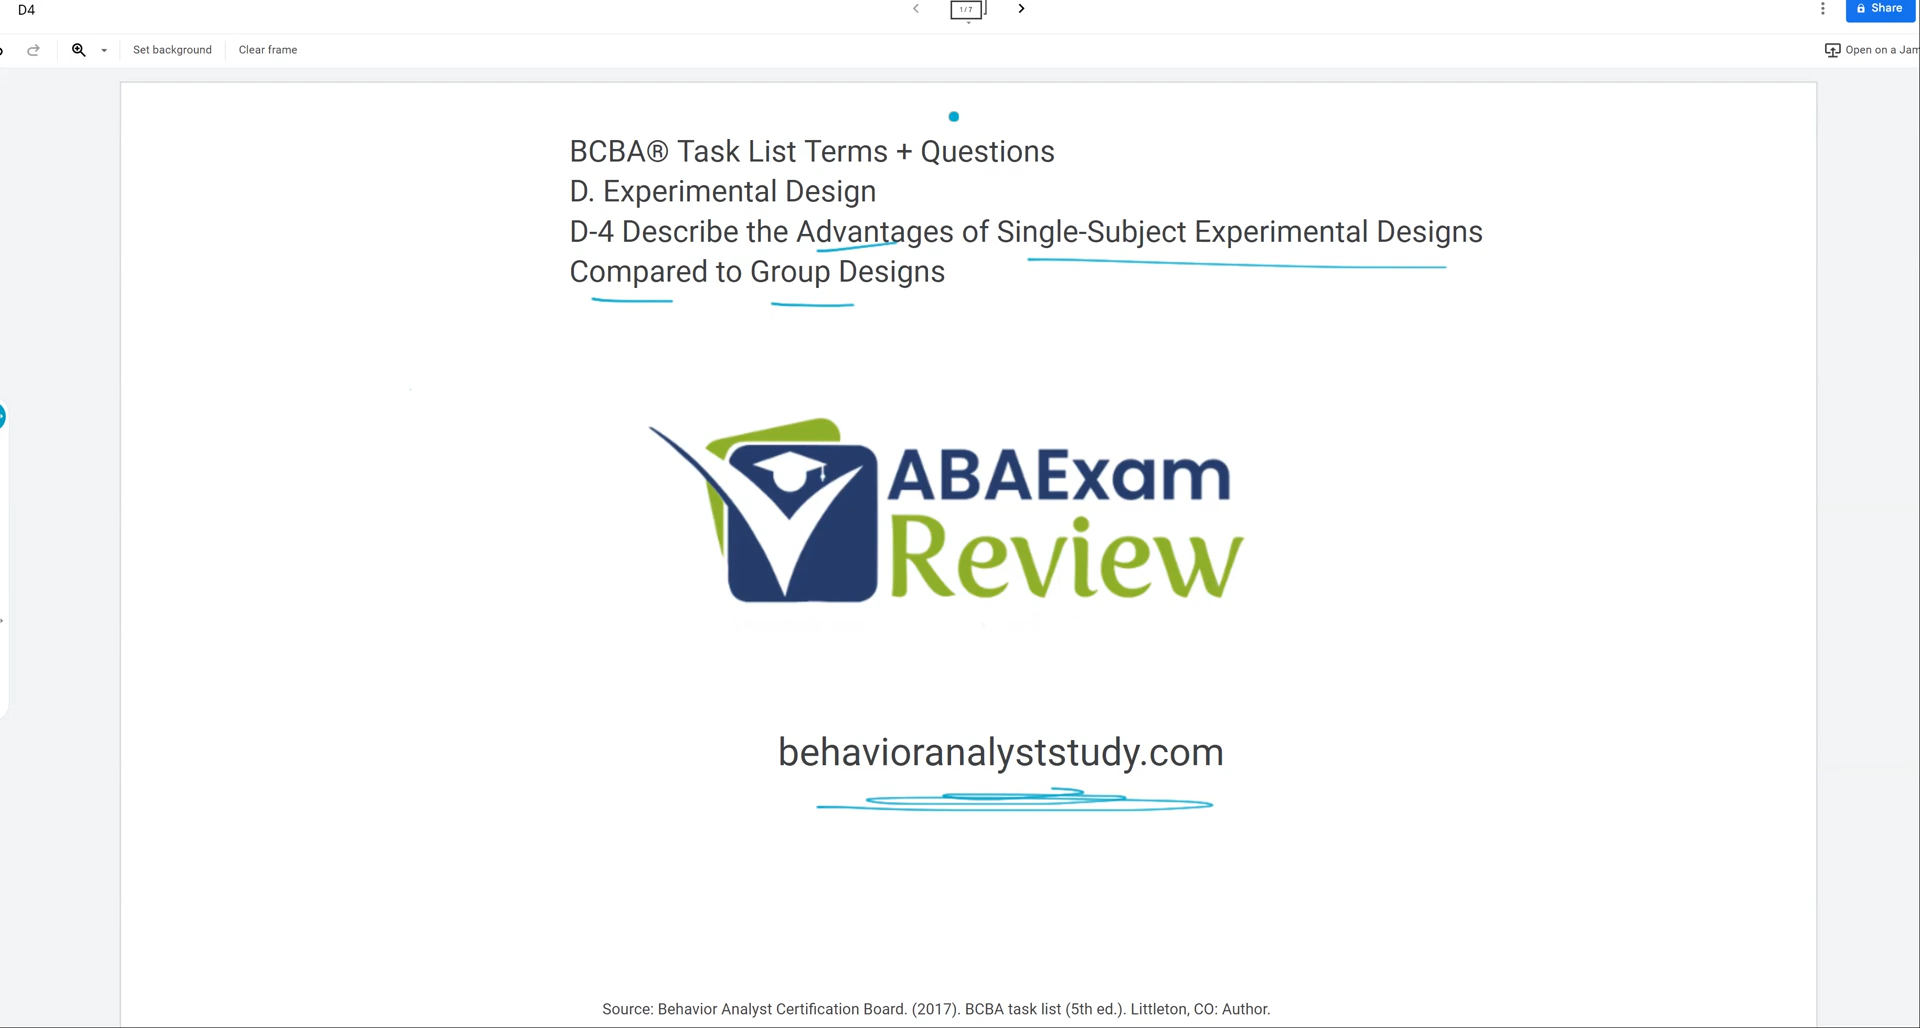 D4
1 / 7
Share
Set background
Clear frame
Open on a Jam
BCBA® Task List Terms + Questions
D. Experimental Design
D-4 Describe the Advantages of Single-Subject Experimental Designs
Compared to Group Designs
ABAExam
Review
behavioranalyststudy.com
Source: Behavior Analyst Certification Board. (2017). BCBA task list (5th ed.). Littleton, CO: Author.